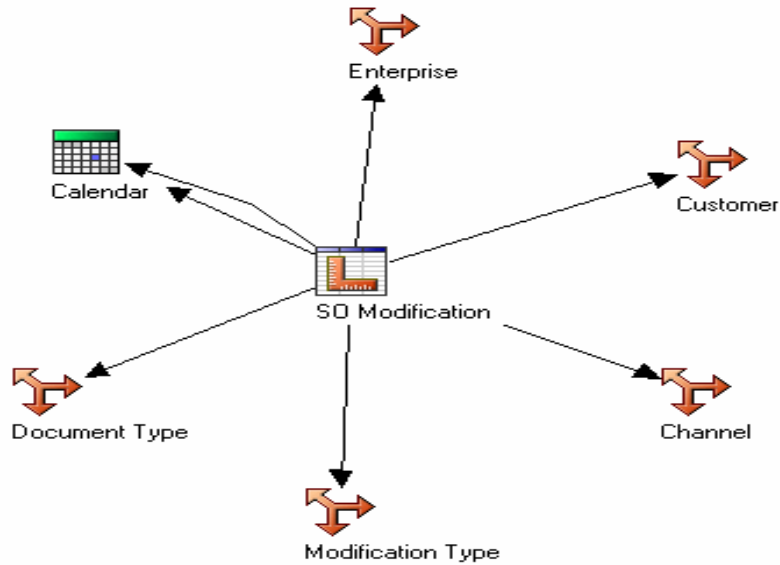 Enterprise
Calendar
Customer
SO Modification
Document Type
Channel
Modification Type